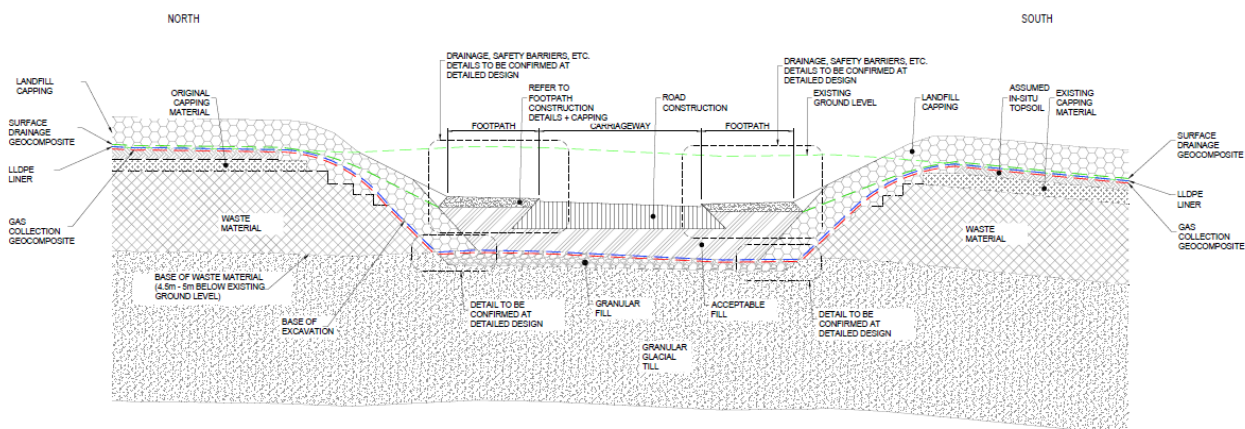 NORTH
SOUTH
DRAINAGE, SAFETY BARRIERS, ETC.
DETAILS TO BE CONFIRMED AT
DETAILED DESIGN
DRAINAGE, SAFETY BARRIERS, ETC.
DETAILS TO BE CONFIRMED AT
DETAILED DESIGN
LANDFILL
CAPPING
ORIGINAL
CAPPING
MATERIAL
REFER TO
FOOTPATH
CONSTRUCTION
DETAILS + CAPPING
ROAD
CONSTRUCTION
EXISTING
GROUND LEVEL
LANDFILL
CAPPING
ASSUMED
IN-SITU
TOPSOIL
EXISTING
CAPPING
MATERIAL
SURFACE
DRAINAGE
GEOCOMPOSITE
FOOTPATH
CARRIAGEWAY
FOOTPATH
SURFACE
DRAINAGE
GEOCOMPOSITE
LLDPE
LINER
LLDPE
LINER
GAS
COLLECTION
GEOCOMPOSITE
WASTE
MATERIAL
WASTE
MATERIAL
GAS
COLLECTION
GEOCOMPOSITE
BASE OF WASTE MATERIAL
(4.5m - 5m BELOW EXISTING
GROUND LEVEL)
BASE OF
EXCAVATION
DETAIL TO BE
CONFIRMED AT
DETAILED DESIGN
GRANULAR
FILL
ACCEPTABLE
FILL
DETAIL TO BE
CONFIRMED AT
DETAILED DESIGN
GRANULAR
GLACIAL
TILL